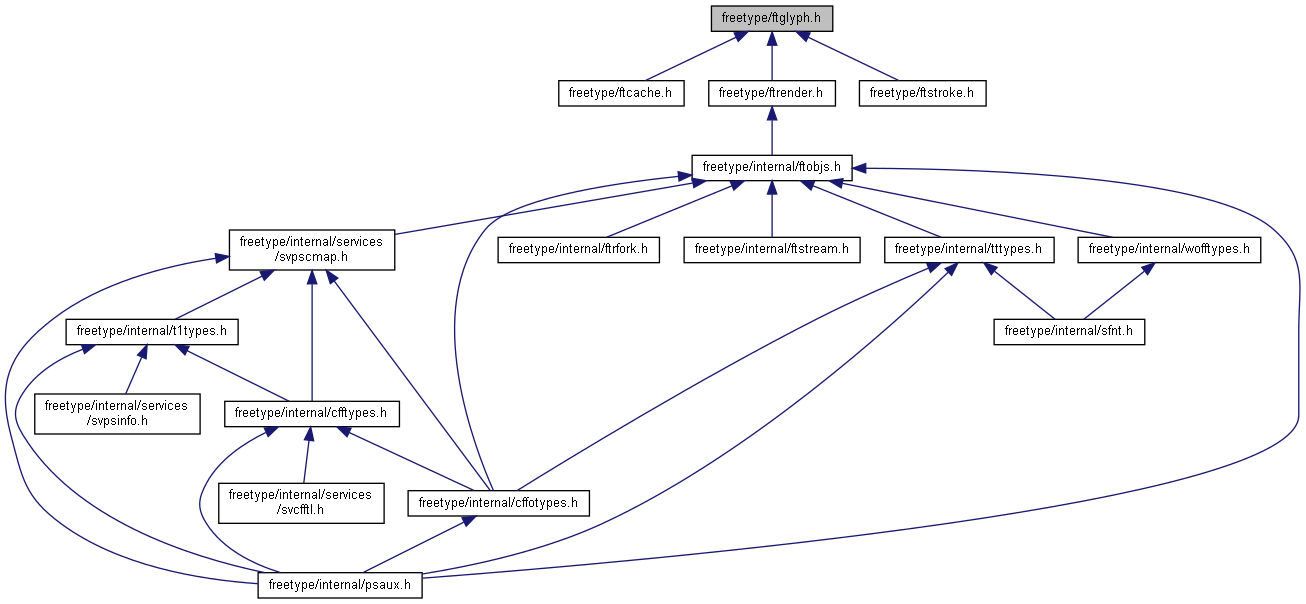 freetype/ftglyph.h
freetype/ftcache.h
freetype/ftrender.h
freetype/ftstroke.h
freetype/internal/ftobjs.h
freetype/internal/services
/svpscmap.h
freetype/internal/ftrfork.h
freetype/internal/ftstream.h
freetype/internal/tttypes.h
freetype/internal/wofftypes.h
freetype/internal/t1types.h
freetype/internal/sfnt.h
freetype/internal/services
/svpsinfo.h
freetype/internal/cfftypes.h
freetype/internal/services
/svcfftl.h
freetype/internal/cffotypes.h
freetype/internal/psaux.h